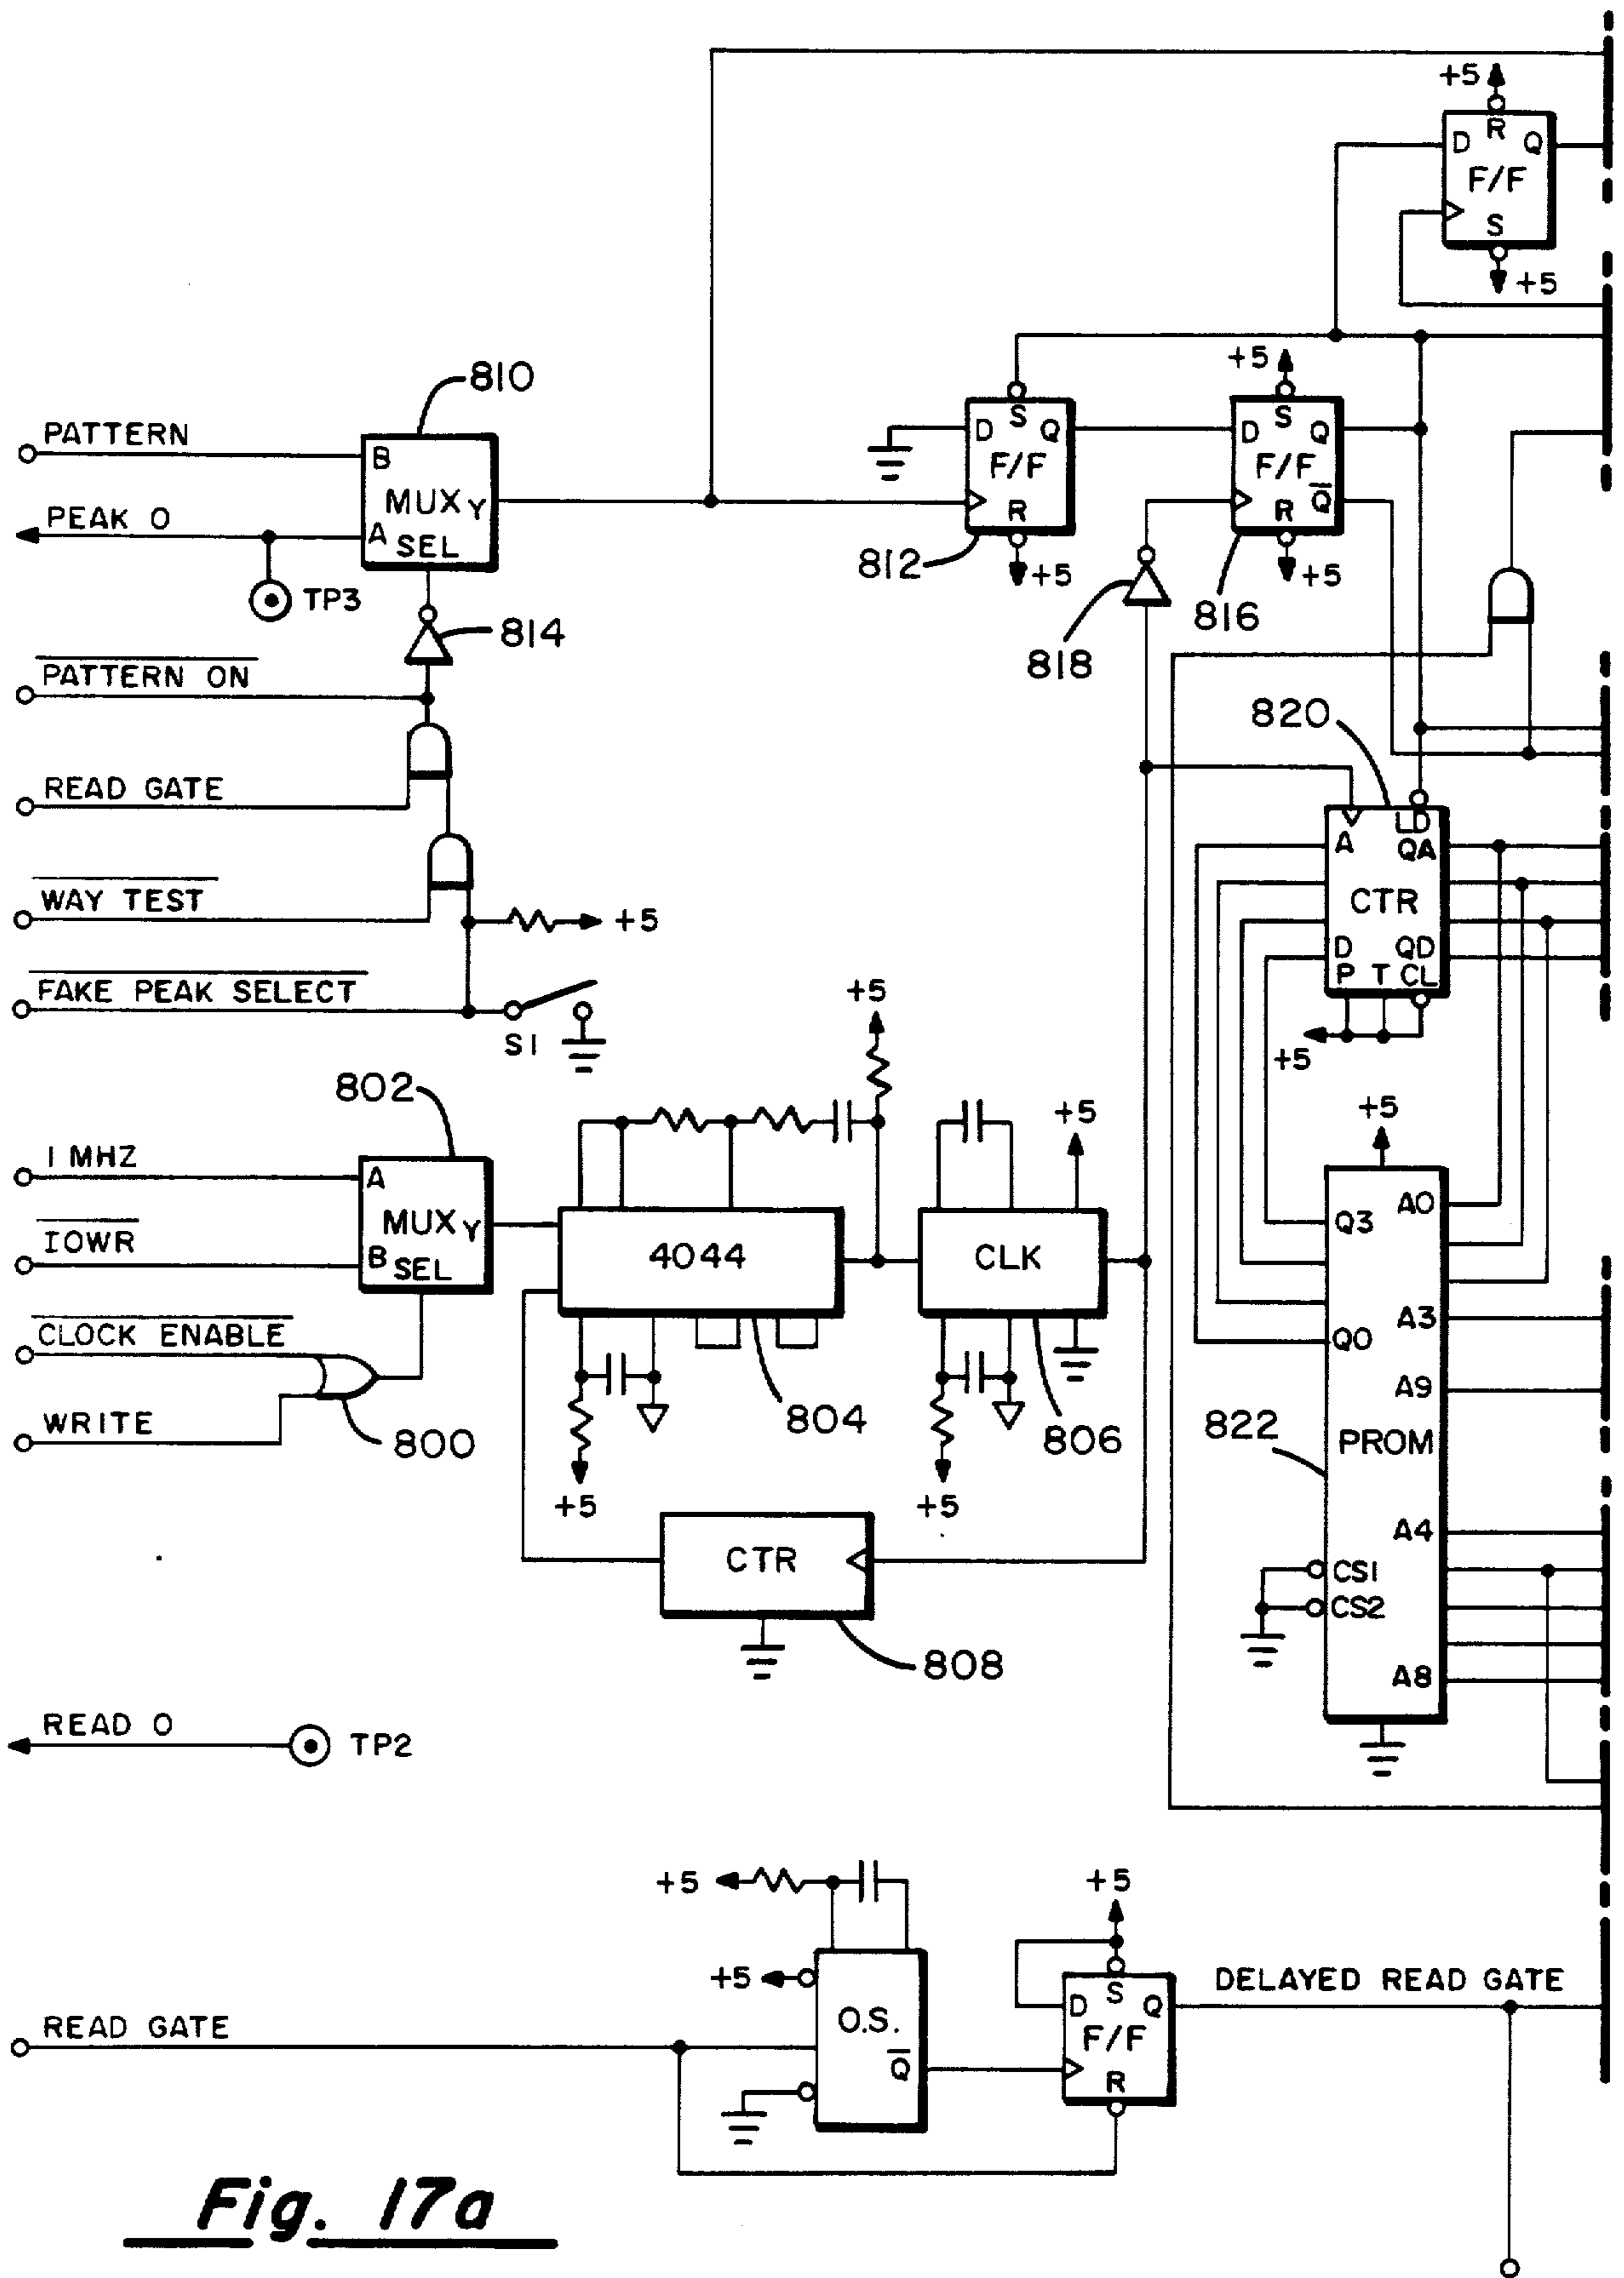 +5
R
D
Q
F/F
S
+5
810
PATTERN
B
MUX Y
PEAK 0
A
SEL
TP3
814
PATTERN ON
READ GATE
WAY TEST
+5
FAKE PEAK SELECT
S1
+5
S
D
Q
F/F
R
812
+5
+5
S
D
Q
F/F
Q
R
816
+5
818
820
LD
A
QA
CTR
D
QD
P T CL
+5
802
1 MHZ
A
MUX Y
IOWR
B
SEL
CLOCK ENABLE
WRITE
800
4044
804
+5
+5
CLK
+5
806
+5
CTR
808
+5
A0
Q3
A3
Q0
A9
822
PROM
A4
CS1
CS2
A8
READ 0
TP2
+5
+5
O.S.
Q
READ GATE
+5
S
D
Q
F/F
R
DELAYED READ GATE
Fig. 17a